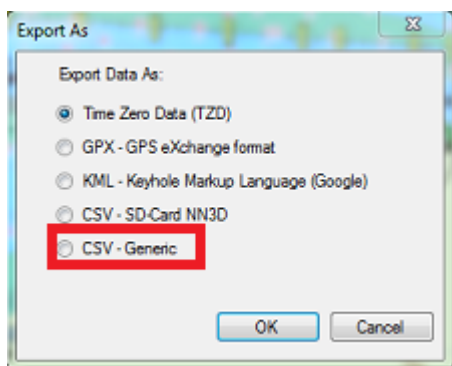 Export As
Export Data As:
Time Zero Data (TZD)
GPX - GPS eXchange format
KML - Keyhole Markup Language (Google)
CSV - SD-Card NN3D
CSV - Generic
OK Cancel